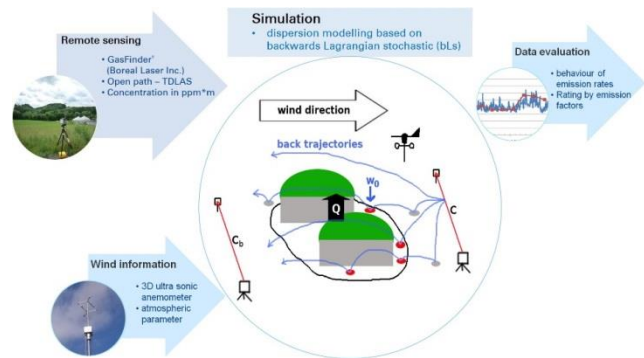 Remote sensing
• GasFinder²
(Boreal Laser Inc.)
• Open path – TDLAS
• Concentration in ppm*m
Simulation
• dispersion modelling based on
backwards Lagrangian stochastic (bLs)
Data evaluation
• behaviour of
emission rates
• Rating by emission
factors
wind direction
back trajectories
w₀
Q
C
C_b
Wind information
• 3D ultra sonic
anemometer
• atmospheric
parameter